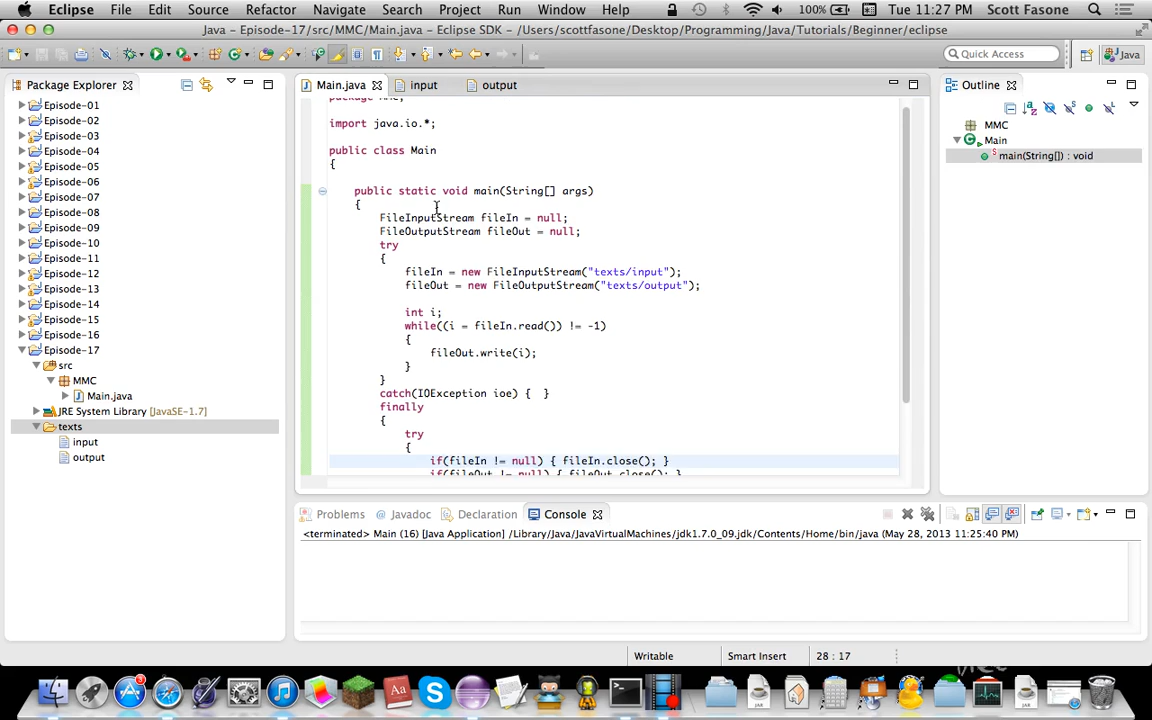 Eclipse File Edit Source Refactor Navigate Search Project Run Window Help 100% Tue 11:27 PM Scott Fasone
Java - Episode-17/src/MMC/Main.java - Eclipse SDK - /Users/scottfasone/Desktop/Programming/Java/Tutorials/Beginner/eclipse
Quick Access Java
Package Explorer
Episode-01
Episode-02
Episode-03
Episode-04
Episode-05
Episode-06
Episode-07
Episode-08
Episode-09
Episode-10
Episode-11
Episode-12
Episode-13
Episode-14
Episode-15
Episode-16
Episode-17
src
MMC
Main.java
JRE System Library [JavaSE-1.7]
texts
input
output
Main.java input output
package MMC;
import java.io.*;
public class Main
{
public static void main(String[] args)
{
FileInputStream fileIn = null;
FileOutputStream fileOut = null;
try
{
fileIn = new FileInputStream("texts/input");
fileOut = new FileOutputStream("texts/output");
int i;
while((i = fileIn.read()) != -1)
{
fileOut.write(i);
}
}
catch(IOException ioe) { }
finally
{
try
{
if(fileIn != null) { fileIn.close(); }
if(fileOut != null) { fileOut.close(); }
Outline
MMC
Main
main(String[]) : void
Problems Javadoc Declaration Console
<terminated> Main (16) [Java Application] /Library/Java/JavaVirtualMachines/jdk1.7.0_09.jdk/Contents/Home/bin/java (May 28, 2013 11:25:40 PM)
Writable Smart Insert 28 : 17